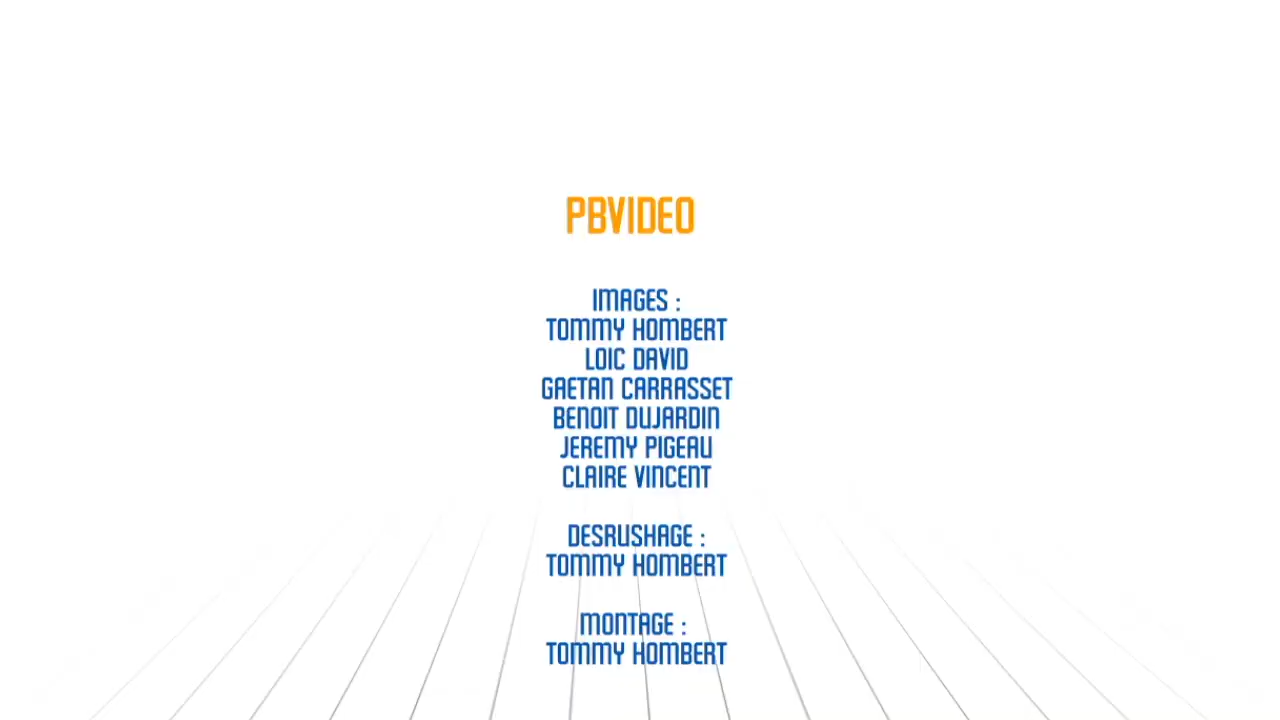 PBVIDEO
IMAGES :
TOMMY HOMBERT
LOIC DAVID
GAETAN CARRASSET
BENOIT DUJARDIN
JEREMY PIGEAU
CLAIRE VINCENT
DESRUSHAGE :
TOMMY HOMBERT
MONTAGE :
TOMMY HOMBERT